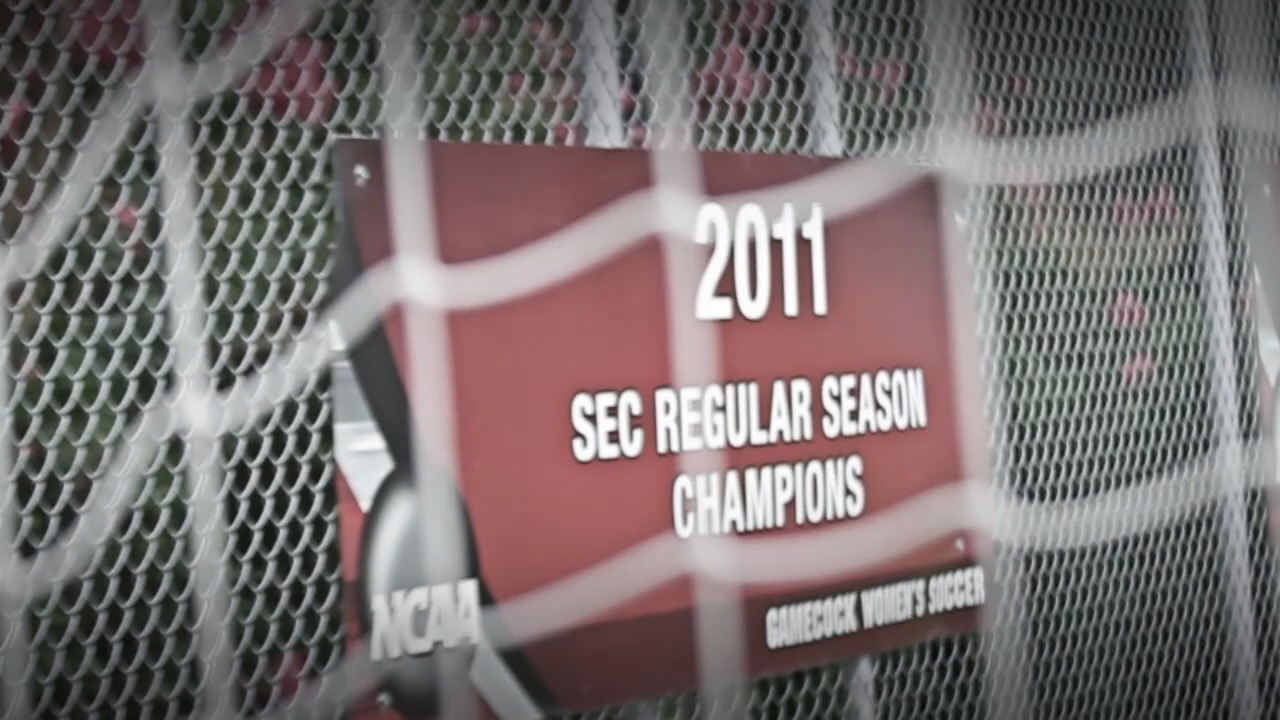 2011
SEC REGULAR SEASON
CHAMPIONS
NCAA
GAMECOCK WOMEN'S SOCCER